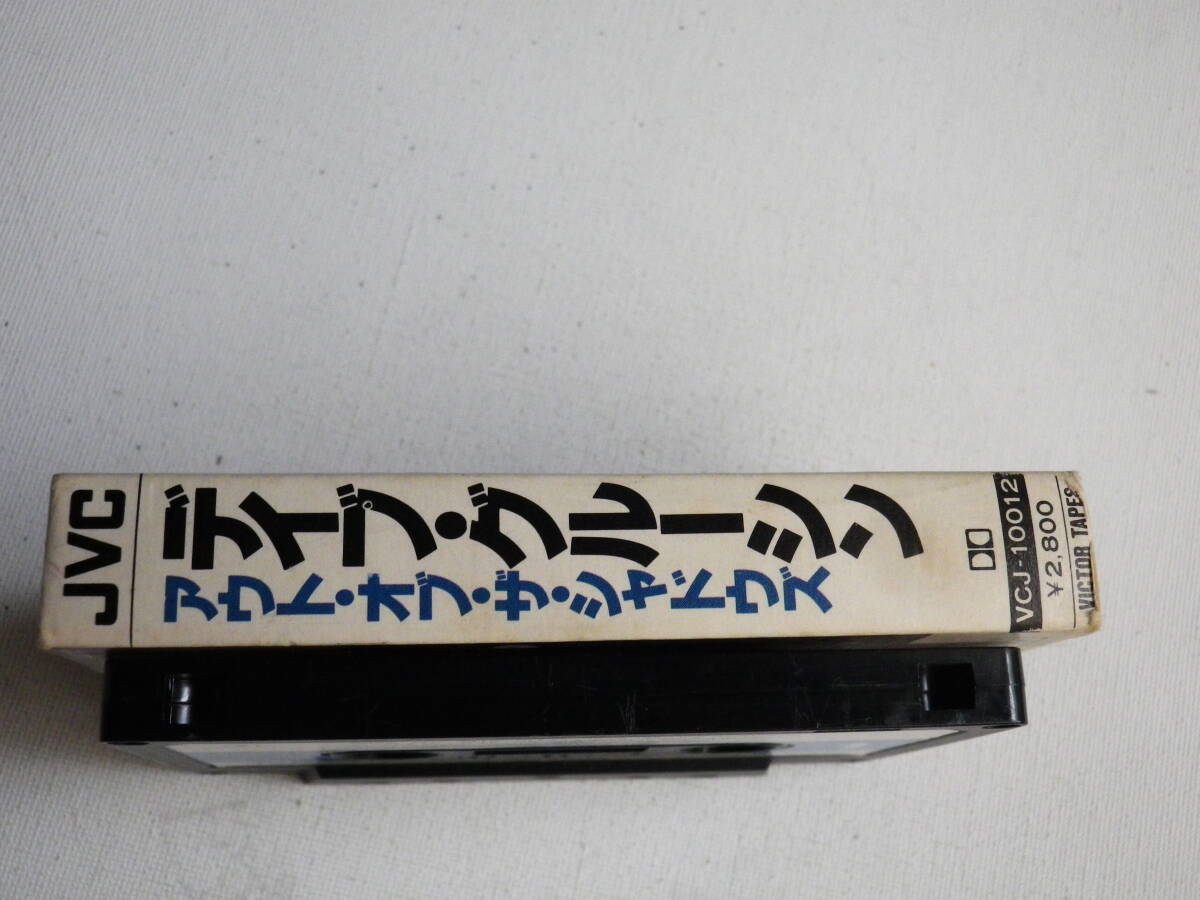 JVC
デイブ・グルーシン
アウト・オブ・ザ・シャドウズ
VCJ-10012
¥2,800
VICTOR TAPES